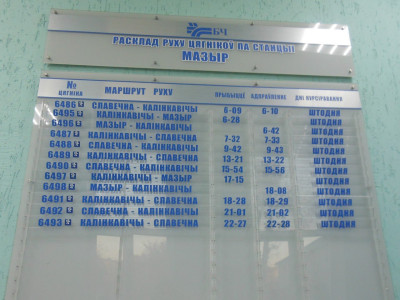 БЧ
РАСКЛАД РУХУ ЦЯГНІКОЎ ПА СТАНЦЫІ
МАЗЫР
№ цягніка МАРШРУТ РУХУ ПРЫБЫЦЦЁ АДПРАЎЛЕННЕ ДНІ КУРСІРАВАННЯ
6486 СЛАВЕЧНА - КАЛІНКАВІЧЫ 6-09 6-10 ШТОДНЯ
6495 КАЛІНКАВІЧЫ - МАЗЫР 6-28 ШТОДНЯ
6496 МАЗЫР - КАЛІНКАВІЧЫ 6-42 ШТОДНЯ
6487 КАЛІНКАВІЧЫ - СЛАВЕЧНА 7-32 7-33 ШТОДНЯ
6488 СЛАВЕЧНА - КАЛІНКАВІЧЫ 9-42 9-43 ШТОДНЯ
6489 КАЛІНКАВІЧЫ - СЛАВЕЧНА 13-21 13-22 ШТОДНЯ
6490 СЛАВЕЧНА - КАЛІНКАВІЧЫ 15-54 15-56 ШТОДНЯ
6497 КАЛІНКАВІЧЫ - МАЗЫР 17-15 ШТОДНЯ
6498 МАЗЫР - КАЛІНКАВІЧЫ 18-08 ШТОДНЯ
6491 КАЛІНКАВІЧЫ - СЛАВЕЧНА 18-28 18-29 ШТОДНЯ
6492 СЛАВЕЧНА - КАЛІНКАВІЧЫ 21-01 21-02 ШТОДНЯ
6493 КАЛІНКАВІЧЫ - СЛАВЕЧНА 22-27 22-28 ШТОДНЯ